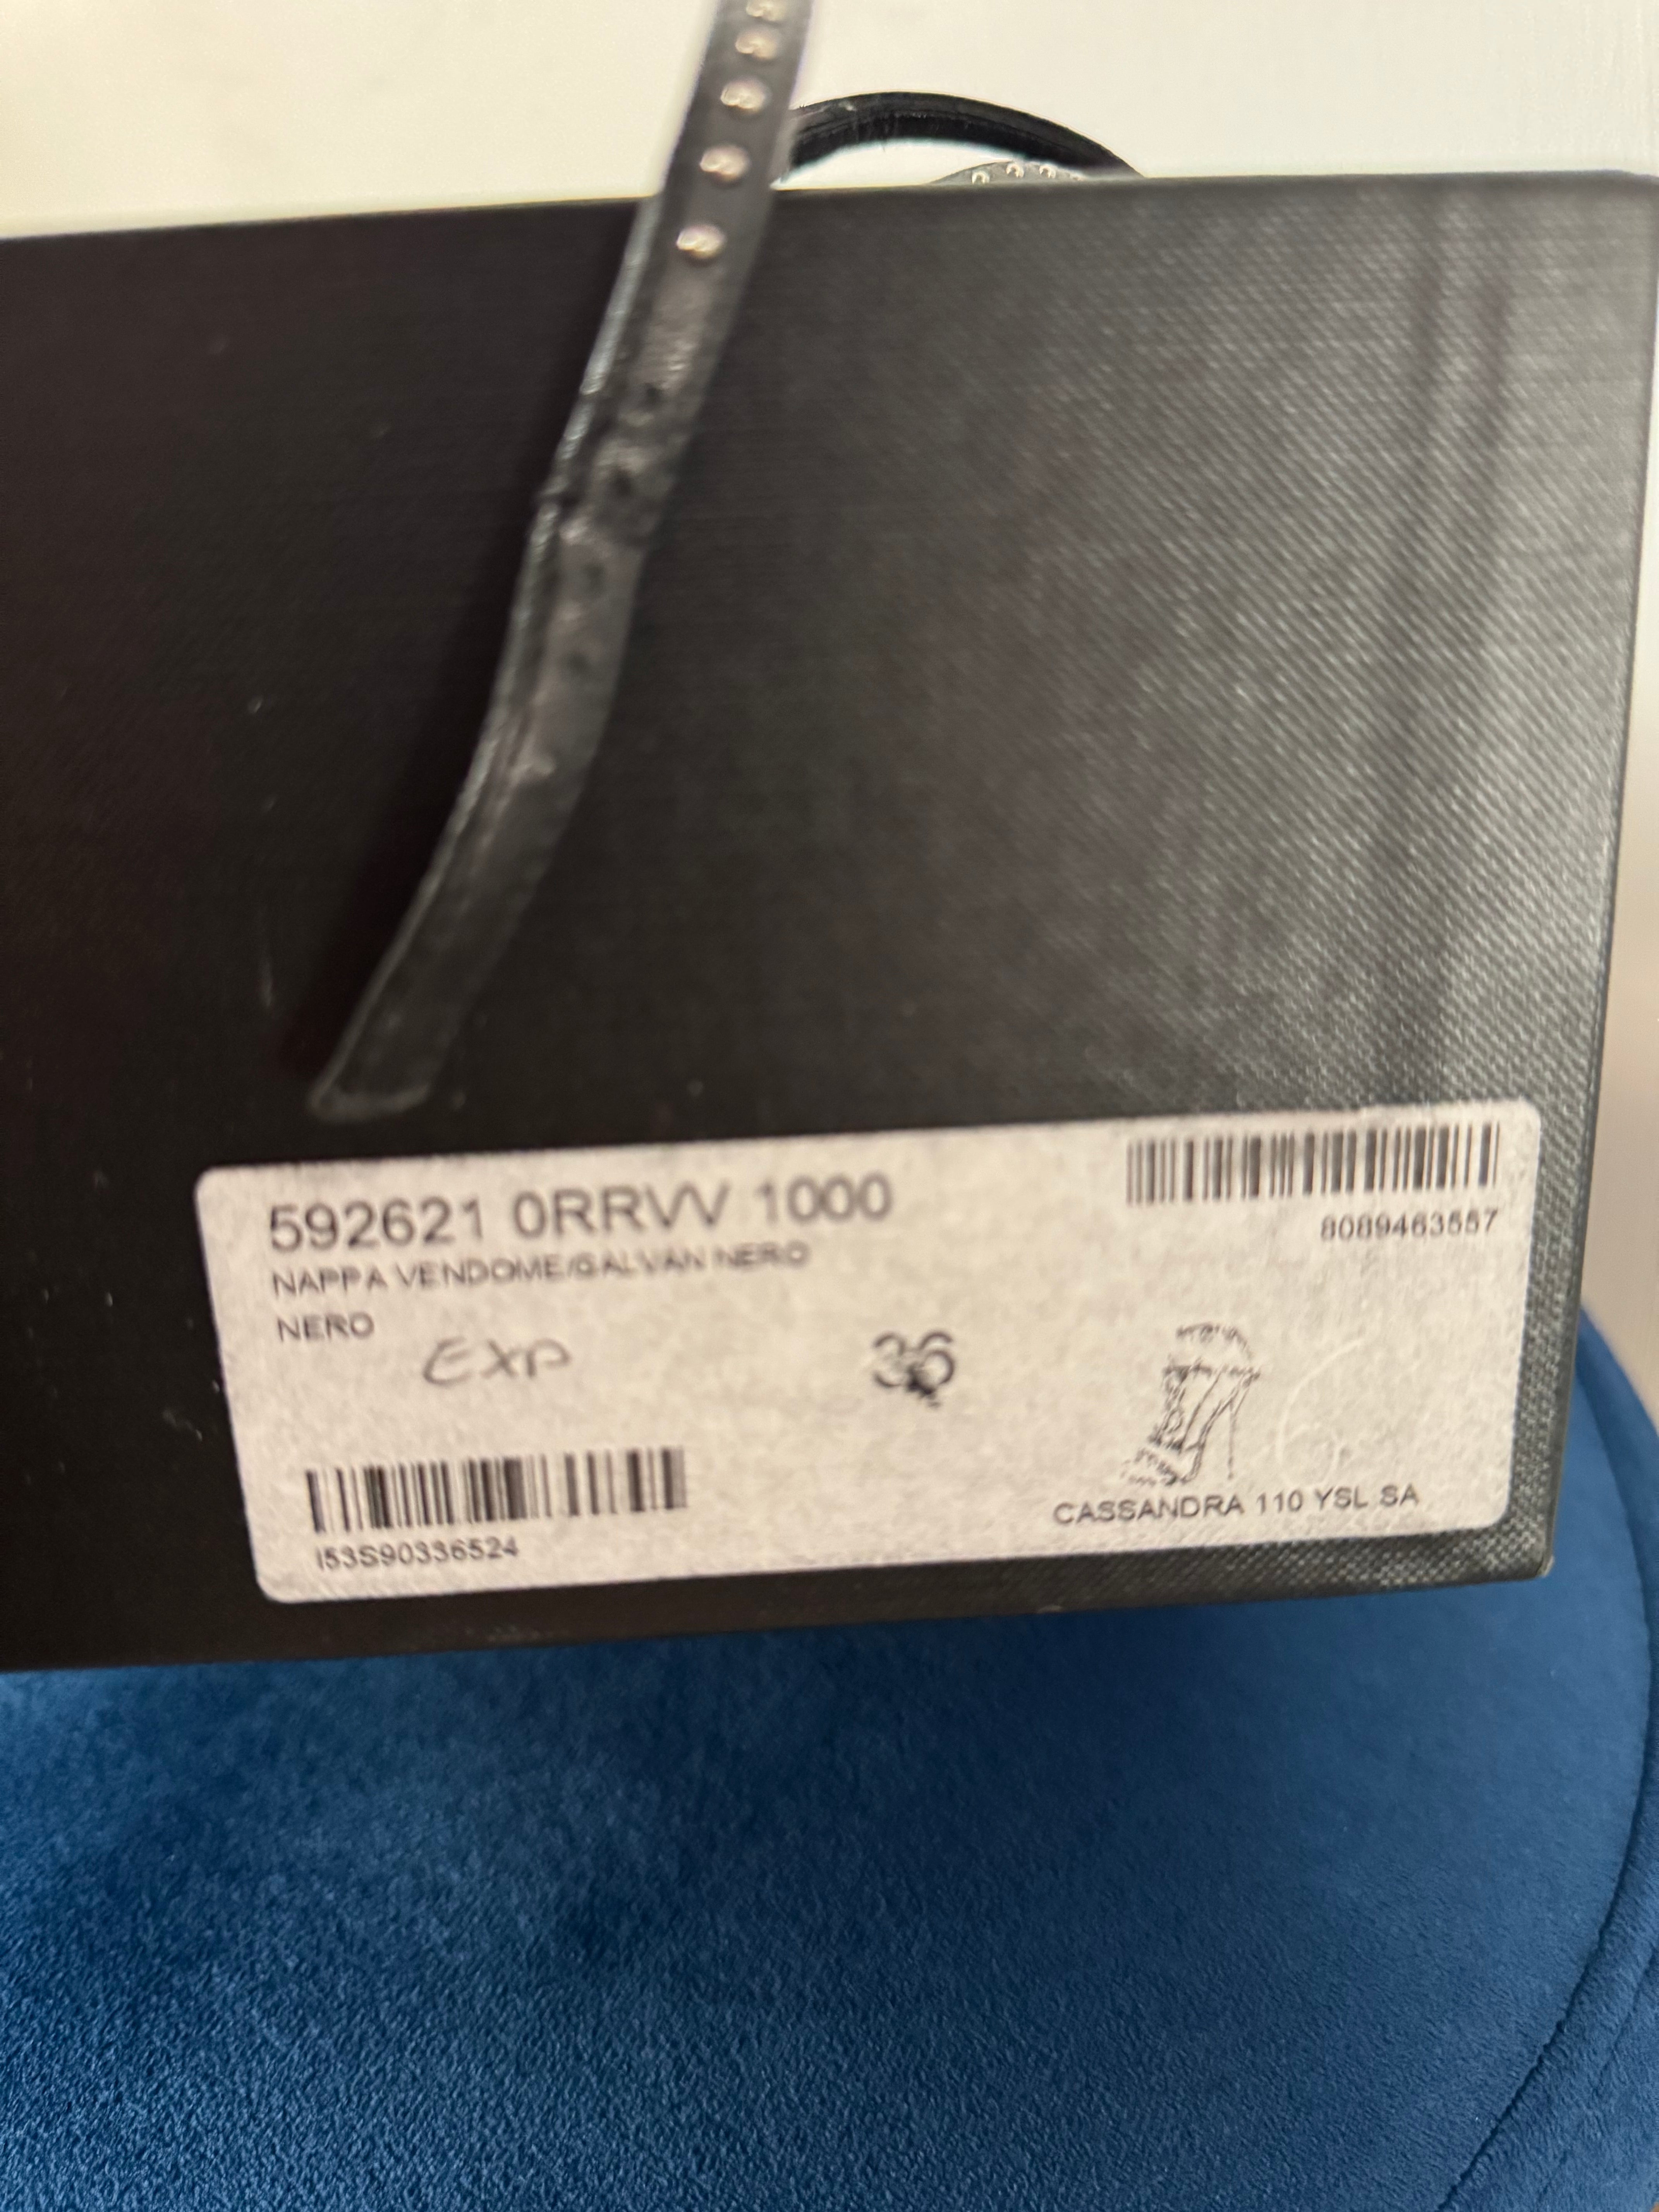 592621 0RRVV 1000
8089463557
NAPPA VENDOME/GALVAN NERO
NERO
EXP
36
I53S90336524
CASSANDRA 110 YSL SA